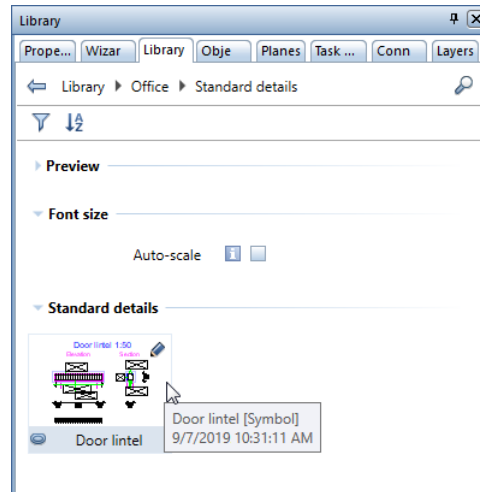 Library
Prope... Wizar Library Obje Planes Task ... Conn Layers
Library Office Standard details
Preview
Font size
Auto-scale
Standard details
Door lintel 1:50
Elevation Section
Door lintel [Symbol]
Door lintel 9/7/2019 10:31:11 AM